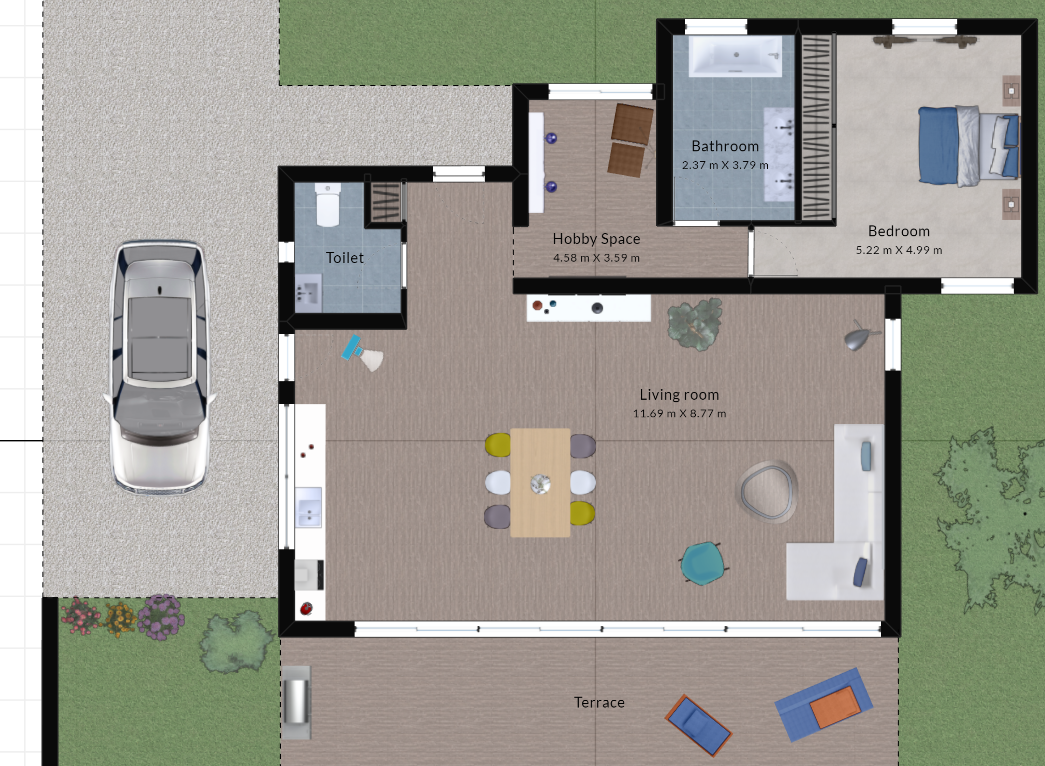 Bathroom
2.37 m X 3.79 m
Hobby Space
4.58 m X 3.59 m
Bedroom
5.22 m X 4.99 m
Toilet
Living room
11.69 m X 8.77 m
Terrace